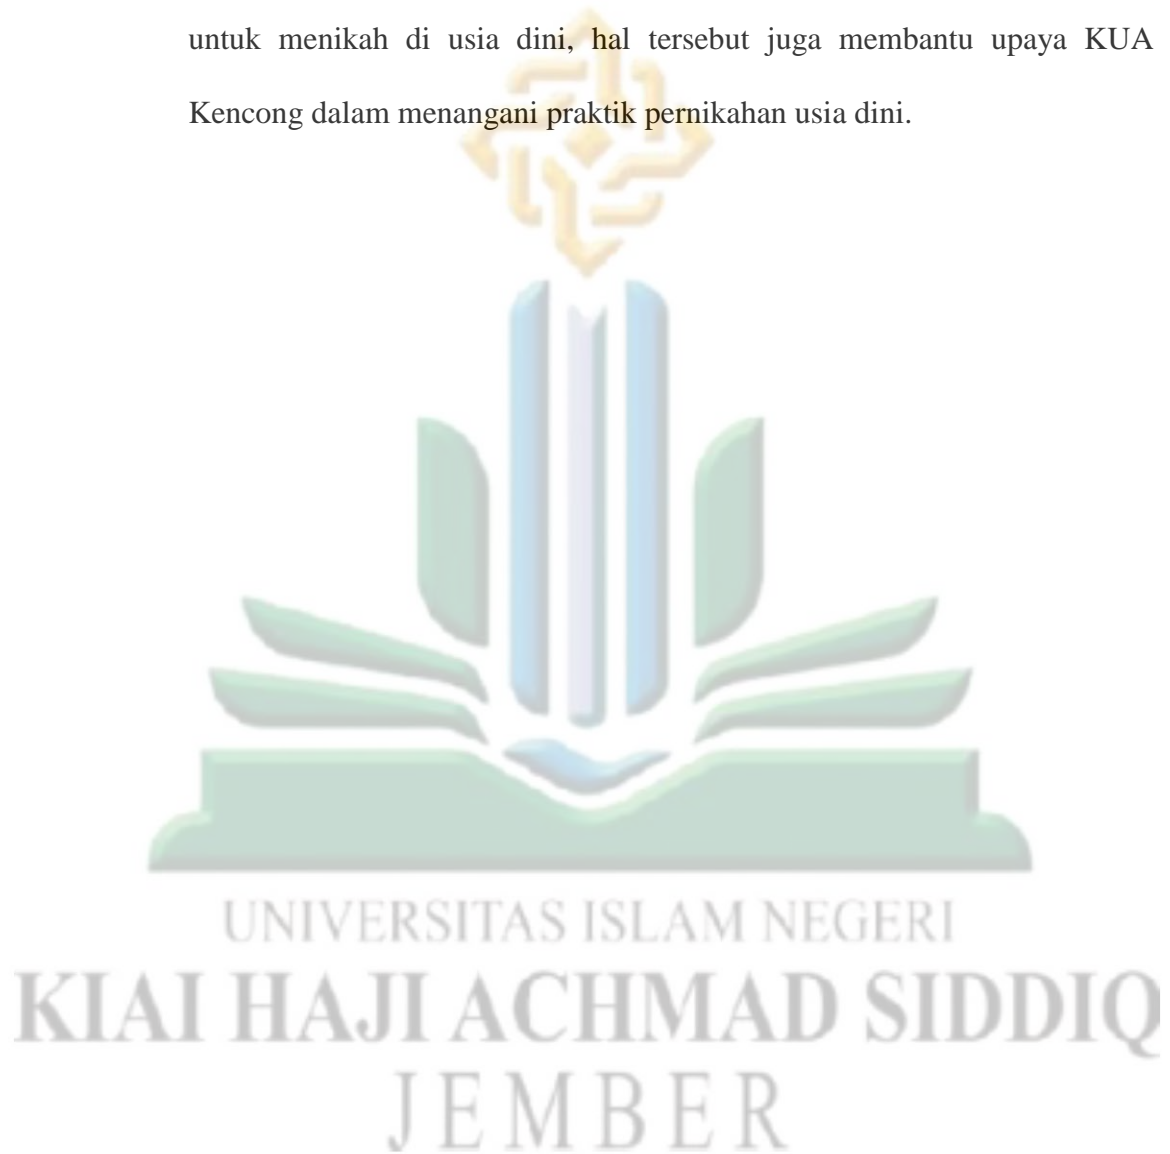 untuk menikah di usia dini, hal tersebut juga membantu upaya KUA
Kencong dalam menangani praktik pernikahan usia dini.
UNIVERSITAS ISLAM NEGERI
KIAI HAJI ACHMAD SIDDIQ
JEMBER